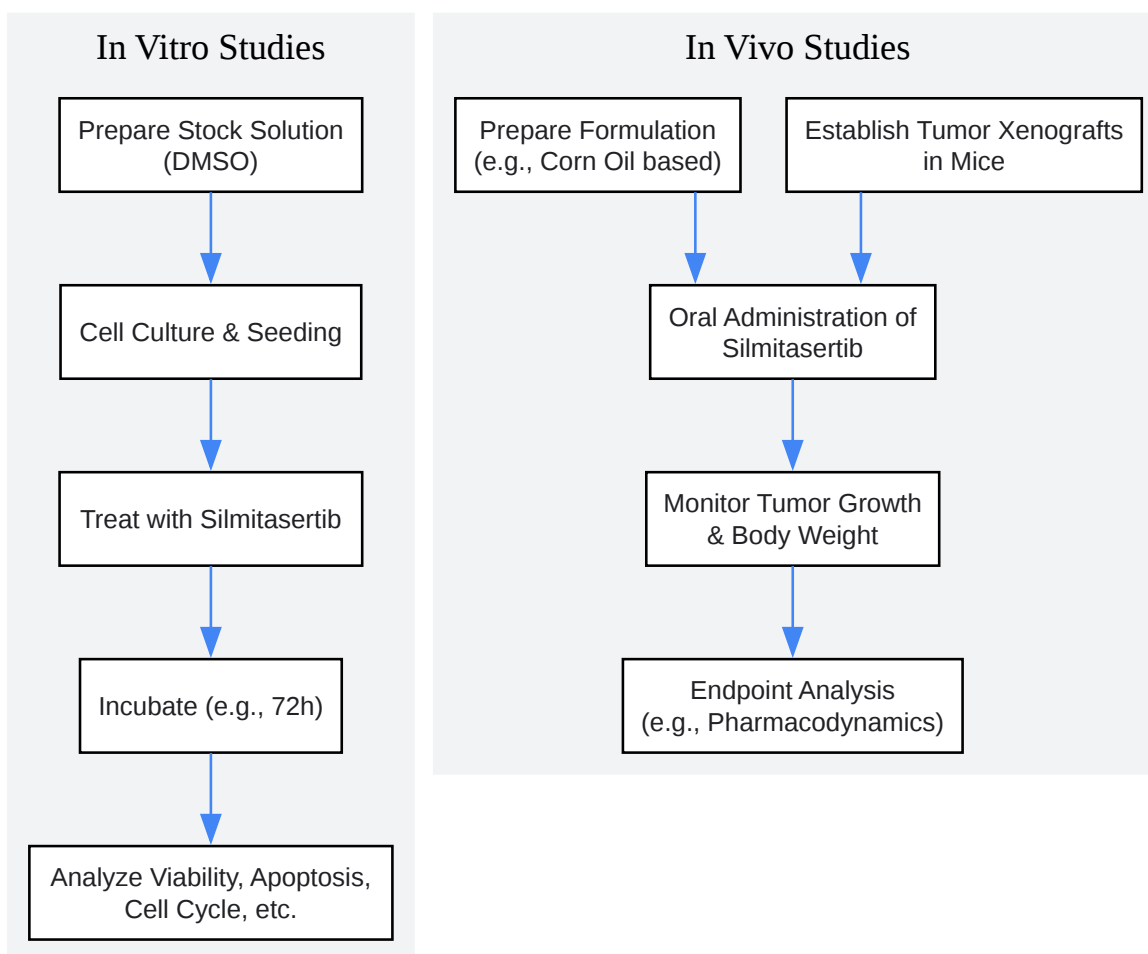 In Vitro Studies
Prepare Stock Solution
(DMSO)
Cell Culture & Seeding
Treat with Silmitasertib
Incubate (e.g., 72h)
Analyze Viability, Apoptosis,
Cell Cycle, etc.
In Vivo Studies
Prepare Formulation
(e.g., Corn Oil based)
Establish Tumor Xenografts
in Mice
Oral Administration of
Silmitasertib
Monitor Tumor Growth
& Body Weight
Endpoint Analysis
(e.g., Pharmacodynamics)